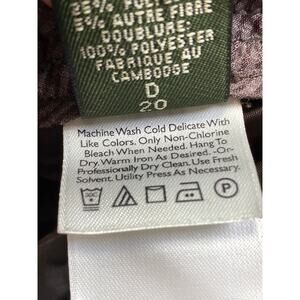 5% AUTRE FIBRE
DOUBLURE:
100% POLYESTER
FABRIQUE AU
CAMBODGE
D
20
Machine Wash Cold Delicate With
Like Colors. Only Non-Chlorine
Bleach When Needed. Hang To
Dry. Warm Iron As Desired. -Or-
Professionally Dry Clean. Use Fresh
Solvent. Utility Press As Necessary.
P